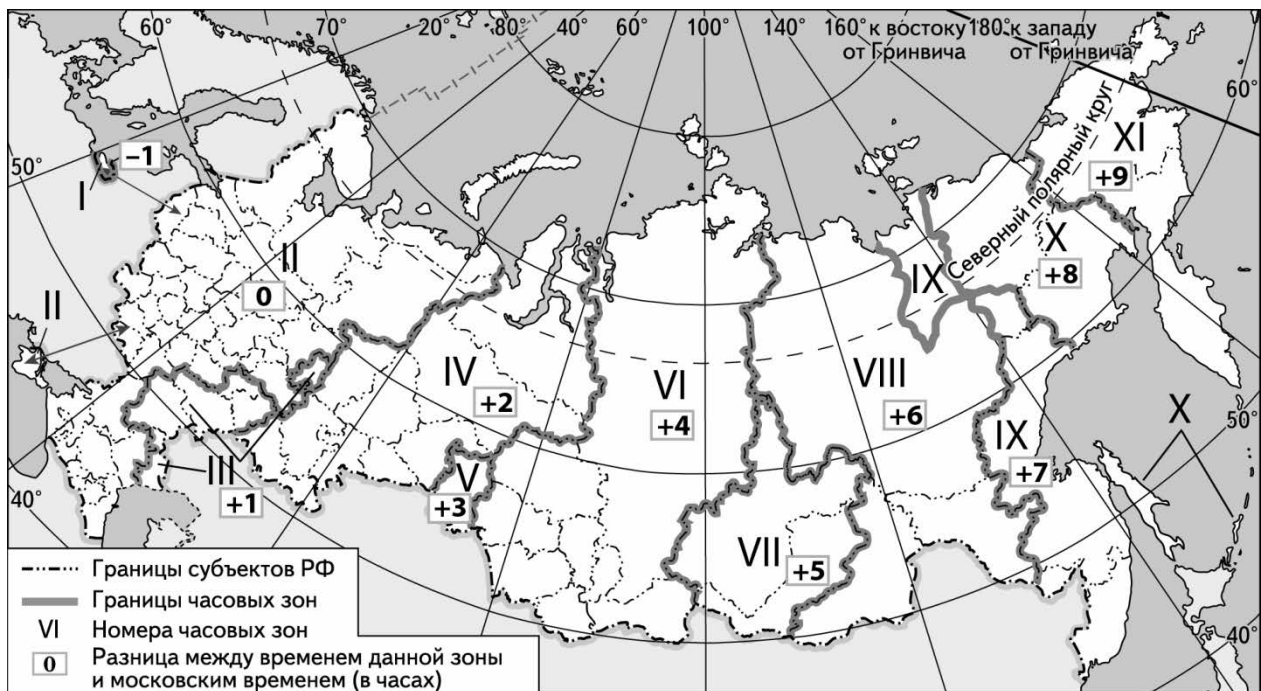 60° 70° 20° 80° 40° 60 100 140° 160° к востоку от Гринвича 180° к западу от Гринвича
60°
50°
–1
I
Северный полярный круг
XI
+9
X
+8
II
0
IX
II
IV
+2
VI
+4
VIII
+6
X
50°
IX
+7
V
+3
III
+1
40°
VII
+5
40°
Границы субъектов РФ
Границы часовых зон
VI Номера часовых зон
0 Разница между временем данной зоны
и московским временем (в часах)